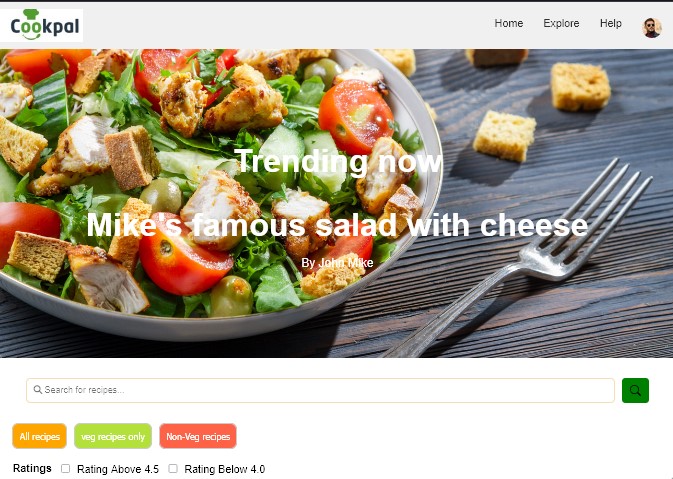 Cookpal
Home Explore Help
Trending now
Mike's famous salad with cheese
By John Mike
Search for recipes...
All recipes veg recipes only Non-Veg recipes
Ratings Rating Above 4.5 Rating Below 4.0